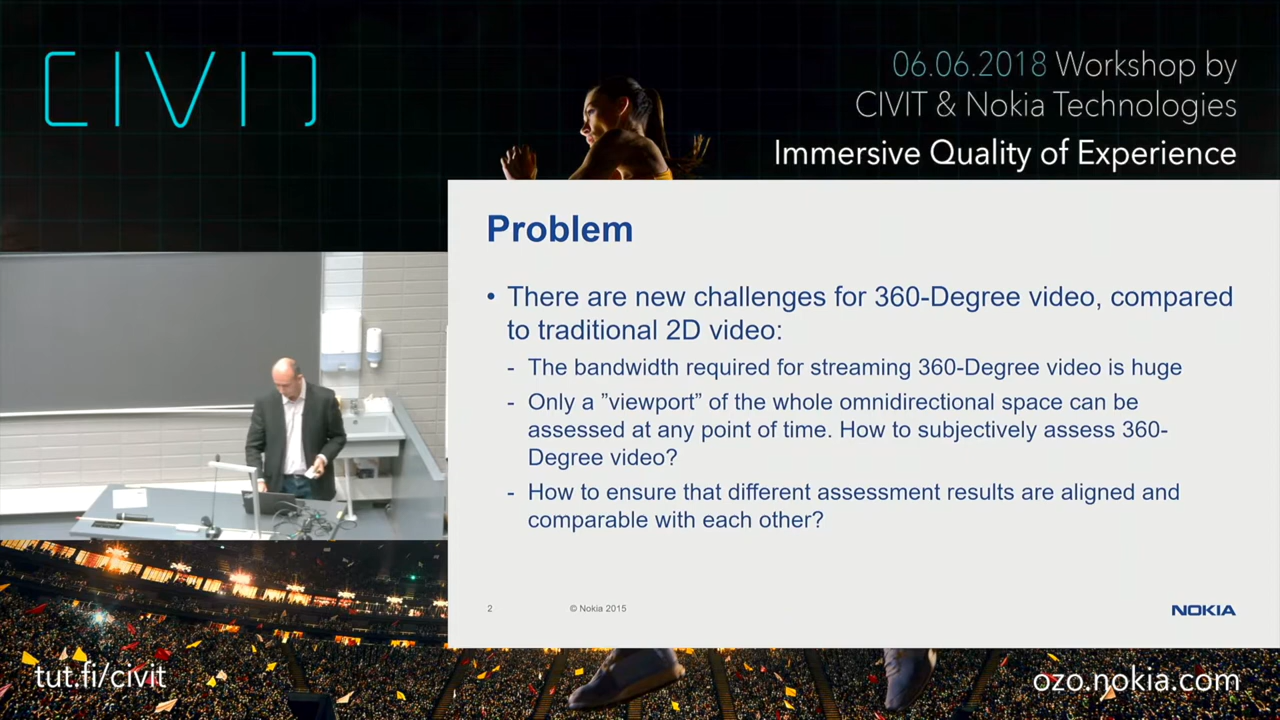 CIVIT
06.06.2018 Workshop by
CIVIT & Nokia Technologies
Immersive Quality of Experience
Problem
• There are new challenges for 360-Degree video, compared
to traditional 2D video:
- The bandwidth required for streaming 360-Degree video is huge
- Only a ”viewport” of the whole omnidirectional space can be
assessed at any point of time. How to subjectively assess 360-
Degree video?
- How to ensure that different assessment results are aligned and
comparable with each other?
2 © Nokia 2015
NOKIA
tut.fi/civit
ozo.nokia.com